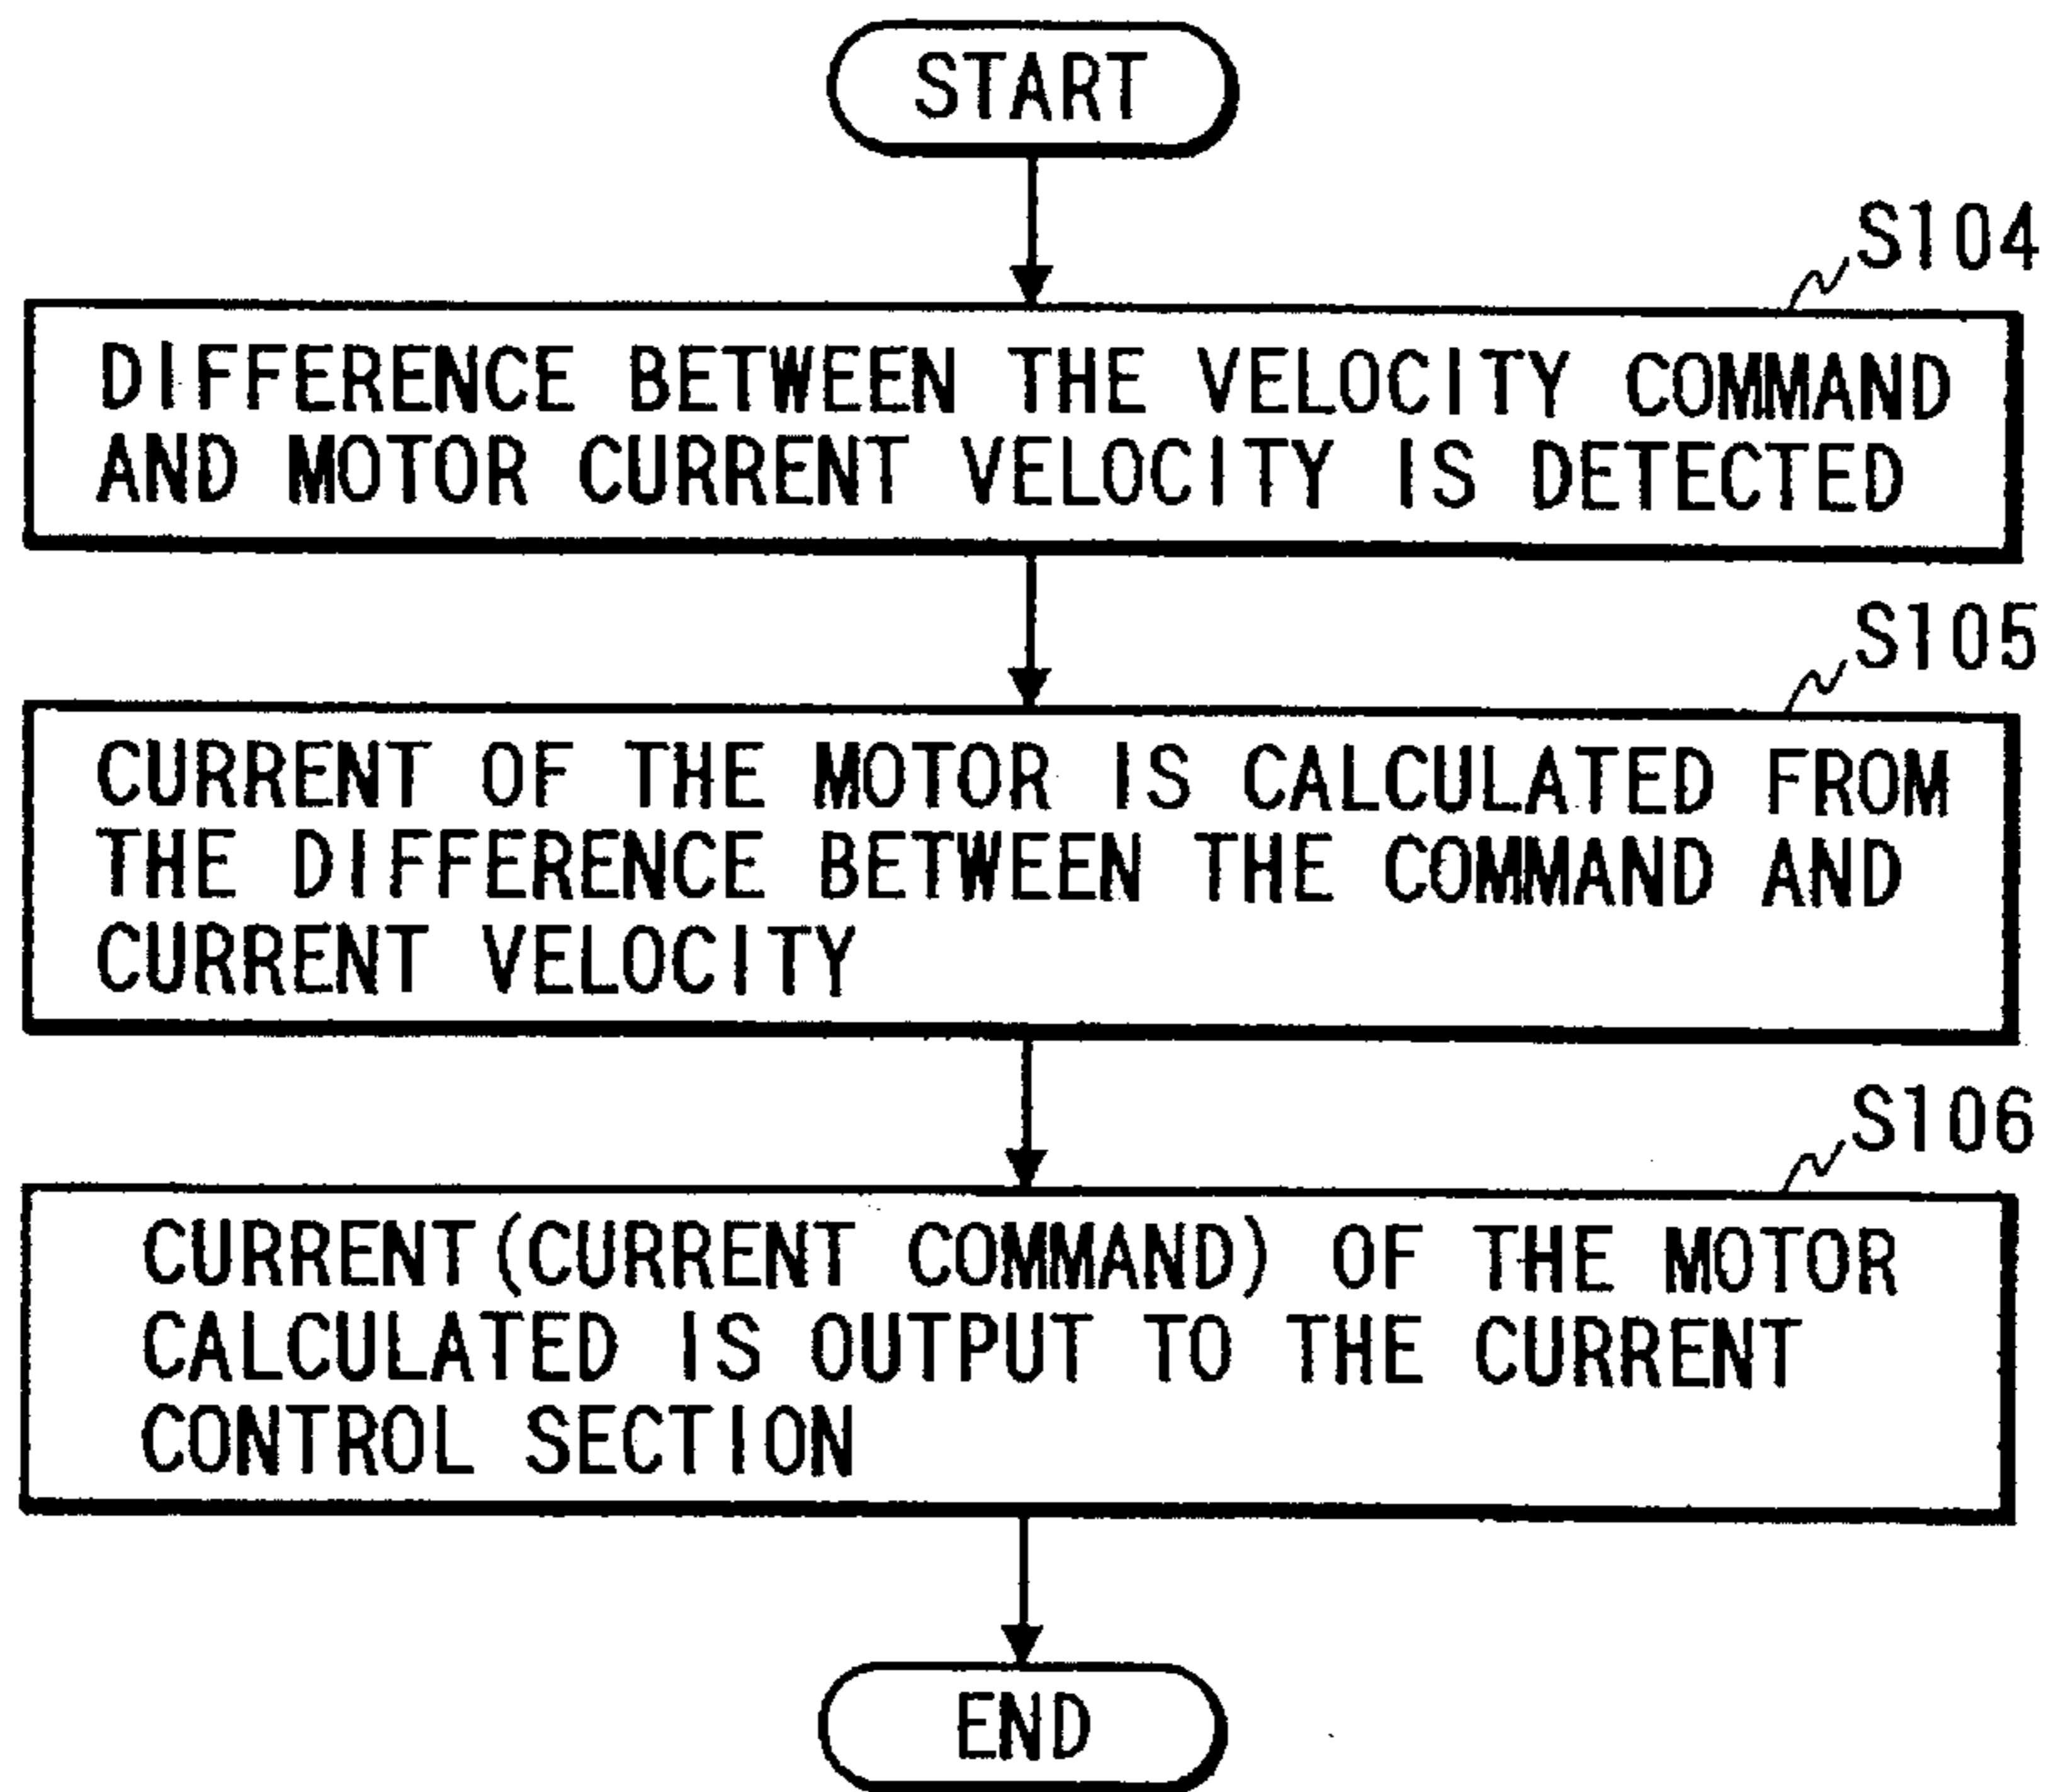 START
S104
DIFFERENCE BETWEEN THE VELOCITY COMMAND
AND MOTOR CURRENT VELOCITY IS DETECTED
S105
CURRENT OF THE MOTOR IS CALCULATED FROM
THE DIFFERENCE BETWEEN THE COMMAND AND
CURRENT VELOCITY
S106
CURRENT(CURRENT COMMAND) OF THE MOTOR
CALCULATED IS OUTPUT TO THE CURRENT
CONTROL SECTION
END